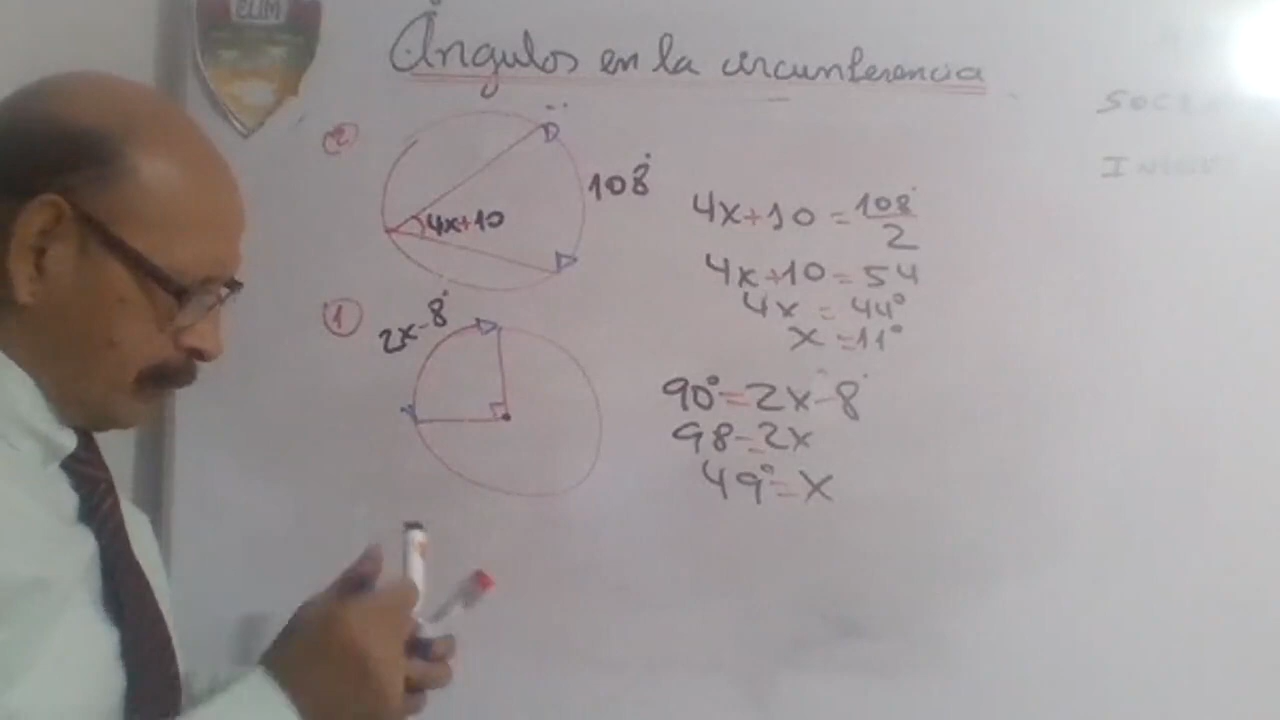 ELIM
Ángulos en la circunferencia
2
108°
4x+10
4x+10 = 108°/2
4x+10 = 54
4x = 44°
x = 11°
1
2x-8°
90° = 2x-8°
98 = 2x
49° = x